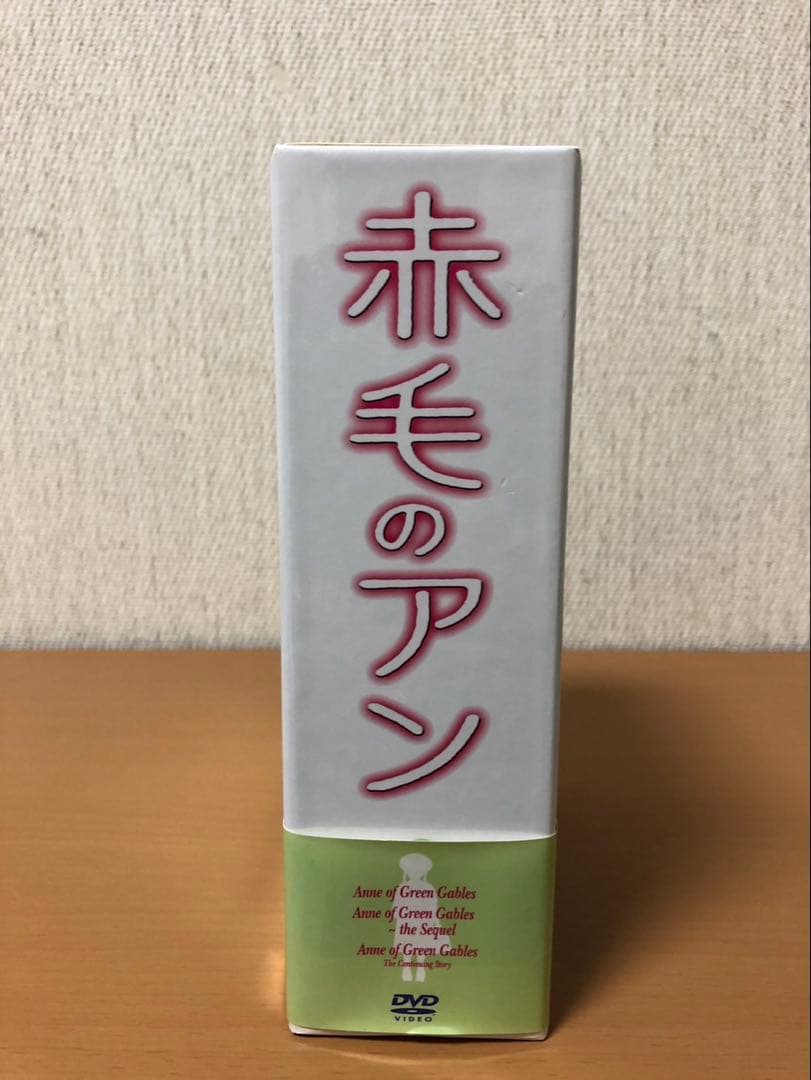 赤毛のアン
Anne of Green Gables
Anne of Green Gables
~ the Sequel
Anne of Green Gables
The Continuing Story
DVD
VIDEO